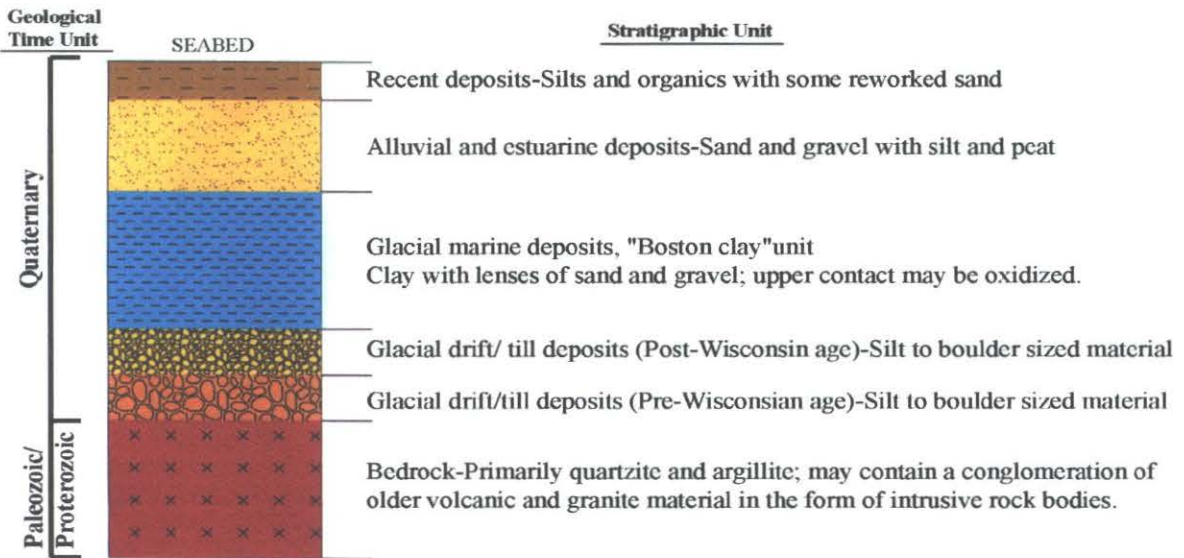 Geological
Time Unit
SEABED
Stratigraphic Unit
Quaternary
Recent deposits-Silts and organics with some reworked sand
Alluvial and estuarine deposits-Sand and gravel with silt and peat
Glacial marine deposits, "Boston clay"unit
Clay with lenses of sand and gravel; upper contact may be oxidized.
Glacial drift/ till deposits (Post-Wisconsin age)-Silt to boulder sized material
Glacial drift/till deposits (Pre-Wisconsian age)-Silt to boulder sized material
Paleozoic/
Proterozoic
Bedrock-Primarily quartzite and argillite; may contain a conglomeration of
older volcanic and granite material in the form of intrusive rock bodies.